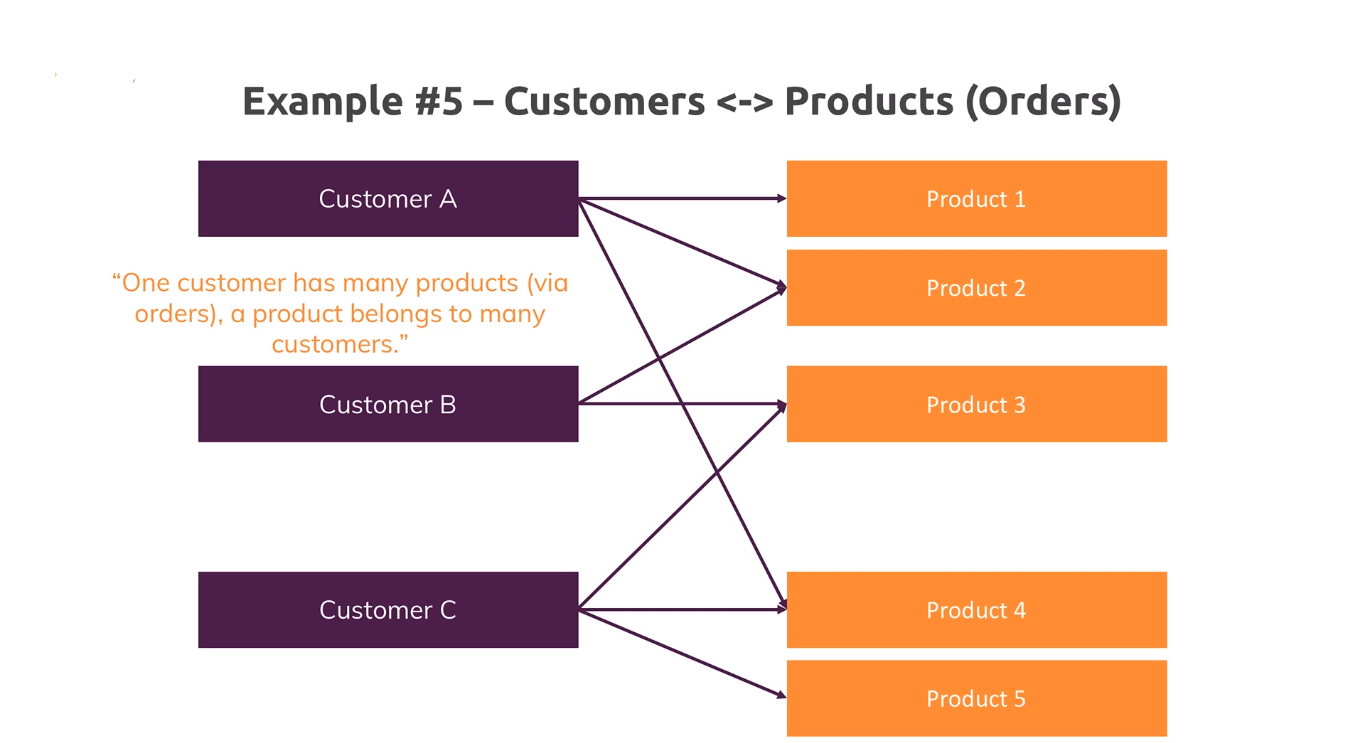 Example #5 – Customers <-> Products (Orders)
Customer A
Product 1
“One customer has many products (via
orders), a product belongs to many
customers.”
Product 2
Customer B
Product 3
Customer C
Product 4
Product 5